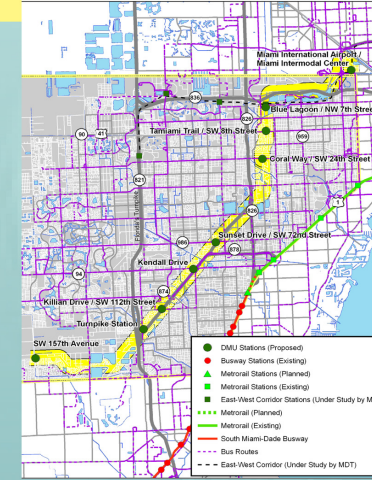 Miami International Airport /
Miami Intermodal Center
836
Blue Lagoon / NW 7th Stree
826
Tamiami Trail / SW 8th Street
90
41
959
Coral Way / SW 24th Street
821
Florida Turnpike
1
826
Sunset Drive / SW 72nd Street
986
878
Kendall Drive
94
874
Killian Drive / SW 112th Street
Turnpike Station
SW 157th Avenue
DMU Stations (Proposed)
Busway Stations (Existing)
Metrorail Stations (Planned)
Metrorail Stations (Existing)
East-West Corridor Stations (Under Study by M
Metrorail (Planned)
Metrorail (Existing)
South Miami-Dade Busway
Bus Routes
East-West Corridor (Under Study by MDT)